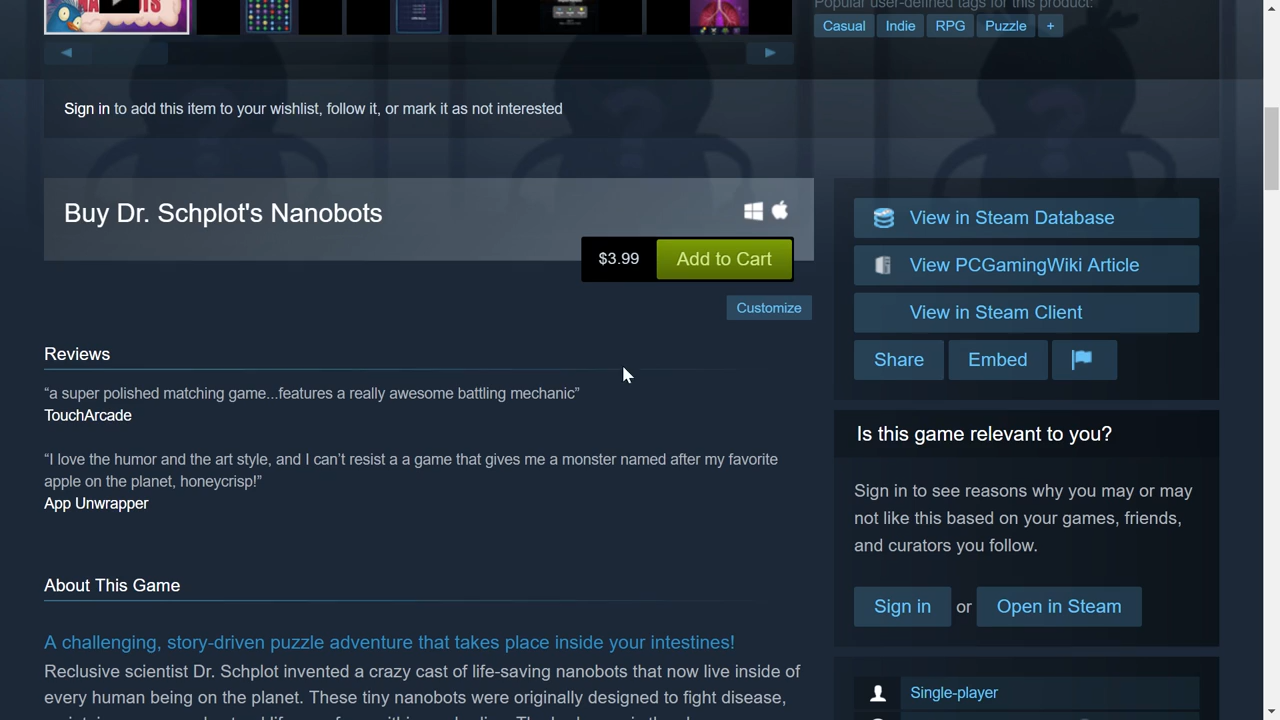 Popular user-defined tags for this product:
Casual
Indie
RPG
Puzzle
+
Sign in to add this item to your wishlist, follow it, or mark it as not interested
Buy Dr. Schplot's Nanobots
$3.99
Add to Cart
Customize
Reviews
“a super polished matching game...features a really awesome battling mechanic”
TouchArcade
“I love the humor and the art style, and I can’t resist a a game that gives me a monster named after my favorite
apple on the planet, honeycrisp!”
App Unwrapper
About This Game
A challenging, story-driven puzzle adventure that takes place inside your intestines!
Reclusive scientist Dr. Schplot invented a crazy cast of life-saving nanobots that now live inside of
every human being on the planet. These tiny nanobots were originally designed to fight disease,
View in Steam Database
View PCGamingWiki Article
View in Steam Client
Share
Embed
Is this game relevant to you?
Sign in to see reasons why you may or may
not like this based on your games, friends,
and curators you follow.
Sign in
or
Open in Steam
Single-player